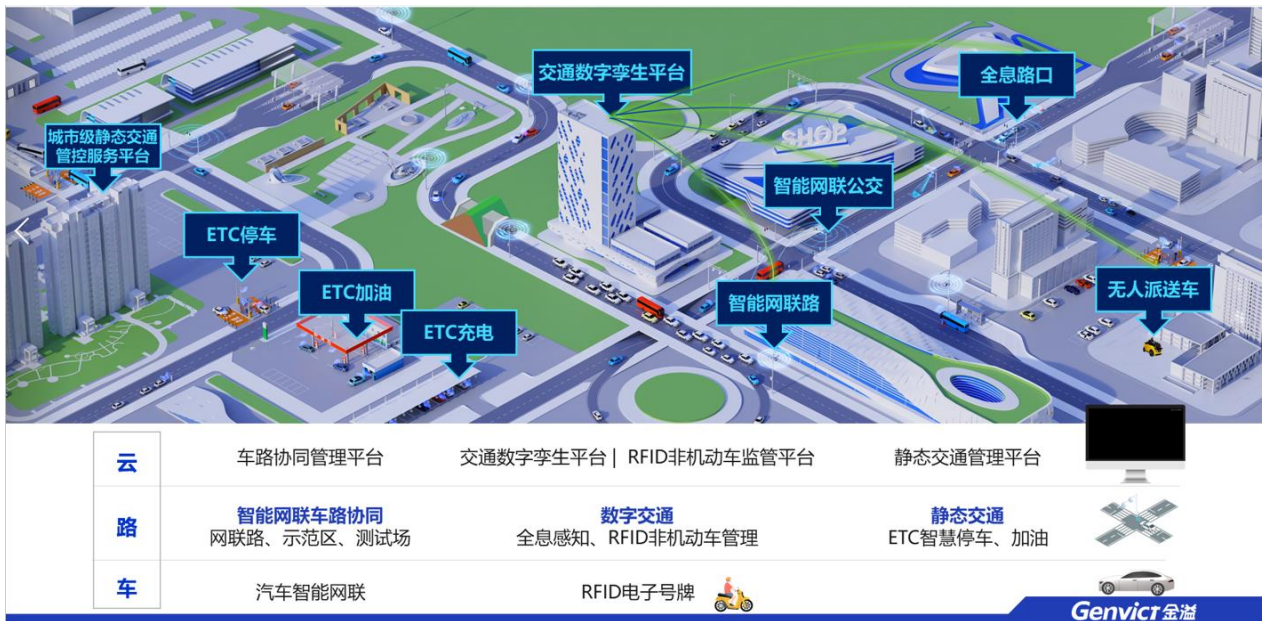 交通数字孪生平台
全息路口
城市级静态交通
管控服务平台
智能网联公交
ETC停车
ETC加油
智能网联路
无人派送车
ETC充电
SHOP
云
车路协同管理平台
交通数字孪生平台 | RFID非机动车监管平台
静态交通管理平台
路
智能网联车路协同
网联路、示范区、测试场
数字交通
全息感知、RFID非机动车管理
静态交通
ETC智慧停车、加油
车
汽车智能网联
RFID电子号牌
Genvict 金溢